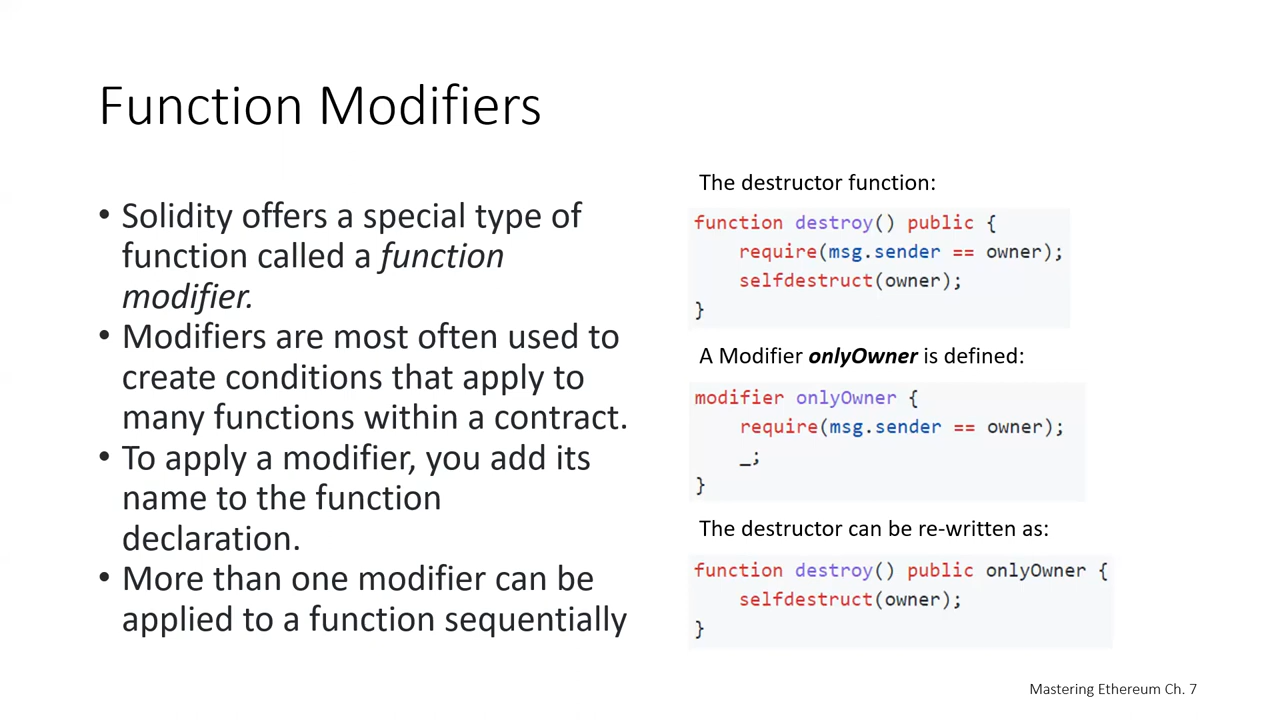 Function Modifiers
• Solidity offers a special type of
function called a function
modifier.
• Modifiers are most often used to
create conditions that apply to
many functions within a contract.
• To apply a modifier, you add its
name to the function
declaration.
• More than one modifier can be
applied to a function sequentially
The destructor function:
function destroy() public {
    require(msg.sender == owner);
    selfdestruct(owner);
}
A Modifier onlyOwner is defined:
modifier onlyOwner {
    require(msg.sender == owner);
    _;
}
The destructor can be re-written as:
function destroy() public onlyOwner {
    selfdestruct(owner);
}
Mastering Ethereum Ch. 7